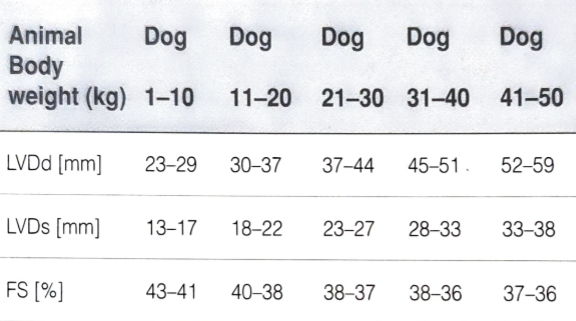 Animal Dog Dog Dog Dog Dog
Body
weight (kg) 1–10 11–20 21–30 31–40 41–50
LVDd [mm] 23–29 30–37 37–44 45–51 52–59
LVDs [mm] 13–17 18–22 23–27 28–33 33–38
FS [%] 43–41 40–38 38–37 38–36 37–36